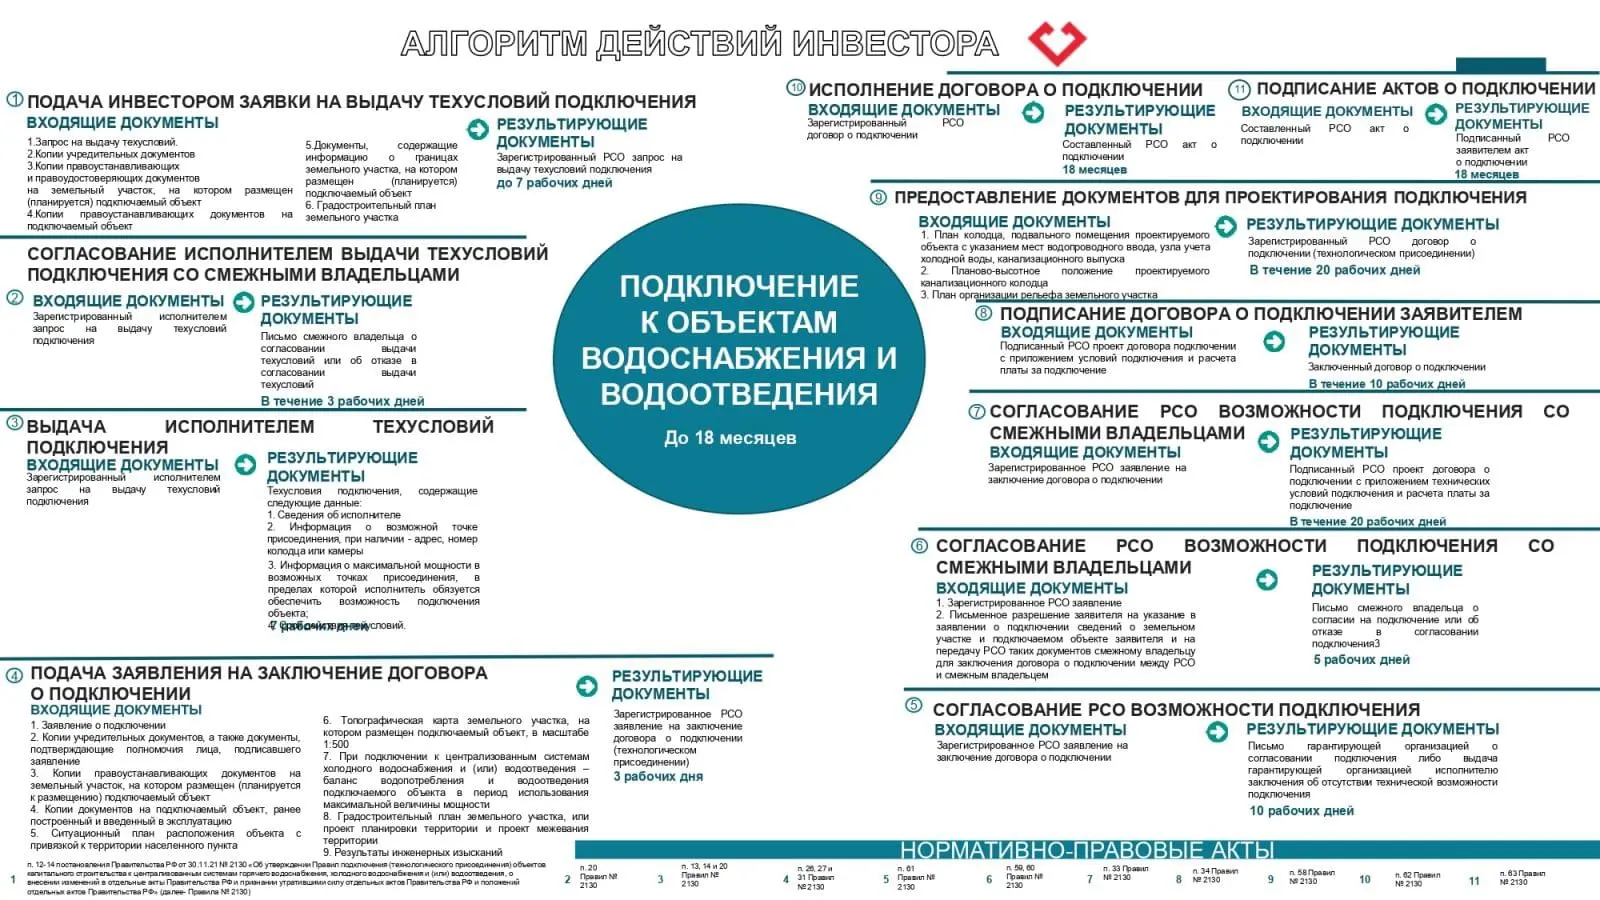 АЛГОРИТМ ДЕЙСТВИЙ ИНВЕСТОРА
1 ПОДАЧА ИНВЕСТОРОМ ЗАЯВКИ НА ВЫДАЧУ ТЕХУСЛОВИЙ ПОДКЛЮЧЕНИЯ
ВХОДЯЩИЕ ДОКУМЕНТЫ
1.Запрос на выдачу техусловий.
2.Копии учредительных документов
3.Копии правоустанавливающих
и правоудостоверяющих документов
на земельный участок, на котором размещен
(планируется) подключаемый объект
4.Копии правоустанавливающих документов на
подключаемый объект
5.Документы, содержащие
информацию о границах
земельного участка, на котором
размещен (планируется)
подключаемый объект
6. Градостроительный план
земельного участка
РЕЗУЛЬТИРУЮЩИЕ
ДОКУМЕНТЫ
Зарегистрированный РСО запрос на
выдачу техусловий подключения
до 7 рабочих дней
СОГЛАСОВАНИЕ ИСПОЛНИТЕЛЕМ ВЫДАЧИ ТЕХУСЛОВИЙ
ПОДКЛЮЧЕНИЯ СО СМЕЖНЫМИ ВЛАДЕЛЬЦАМИ
2 ВХОДЯЩИЕ ДОКУМЕНТЫ
Зарегистрированный исполнителем
запрос на выдачу техусловий
подключения
РЕЗУЛЬТИРУЮЩИЕ
ДОКУМЕНТЫ
Письмо смежного владельца о
согласовании выдачи
техусловий или об отказе в
согласовании выдачи
техусловий
В течение 3 рабочих дней
3 ВЫДАЧА ИСПОЛНИТЕЛЕМ ТЕХУСЛОВИЙ
ПОДКЛЮЧЕНИЯ
ВХОДЯЩИЕ ДОКУМЕНТЫ
Зарегистрированный исполнителем
запрос на выдачу техусловий
подключения
РЕЗУЛЬТИРУЮЩИЕ
ДОКУМЕНТЫ
Техусловия подключения, содержащие
следующие данные:
1. Сведения об исполнителе
2. Информация о возможной точке
присоединения, при наличии - адрес, номер
колодца или камеры
3. Информация о максимальной мощности в
возможных точках присоединения, в
пределах которой исполнитель обязуется
обеспечить возможность подключения
объекта;
4. Срок действия техусловий.
7 рабочих дней
4 ПОДАЧА ЗАЯВЛЕНИЯ НА ЗАКЛЮЧЕНИЕ ДОГОВОРА
О ПОДКЛЮЧЕНИИ
ВХОДЯЩИЕ ДОКУМЕНТЫ
1. Заявление о подключении
2. Копии учредительных документов, а также документы,
подтверждающие полномочия лица, подписавшего
заявление
3. Копии правоустанавливающих документов на
земельный участок, на котором размещен (планируется
к размещению) подключаемый объект
4. Копии документов на подключаемый объект, ранее
построенный и введенный в эксплуатацию
5. Ситуационный план расположения объекта с
привязкой к территории населенного пункта
6. Топографическая карта земельного участка, на
котором размещен подключаемый объект, в масштабе
1:500
7. При подключении к централизованным системам
холодного водоснабжения и (или) водоотведения –
баланс водопотребления и водоотведения
подключаемого объекта в период использования
максимальной величины мощности
8. Градостроительный план земельного участка, или
проект планировки территории и проект межевания
территории
9. Результаты инженерных изысканий
РЕЗУЛЬТИРУЮЩИЕ
ДОКУМЕНТЫ
Зарегистрированное РСО
заявление на заключение
договора о подключении
(технологическом
присоединении)
3 рабочих дня
ПОДКЛЮЧЕНИЕ
К ОБЪЕКТАМ
ВОДОСНАБЖЕНИЯ И
ВОДООТВЕДЕНИЯ
До 18 месяцев
10 ИСПОЛНЕНИЕ ДОГОВОРА О ПОДКЛЮЧЕНИИ
ВХОДЯЩИЕ ДОКУМЕНТЫ
Зарегистрированный РСО
договор о подключении
РЕЗУЛЬТИРУЮЩИЕ
ДОКУМЕНТЫ
Составленный РСО акт о
подключении
18 месяцев
11 ПОДПИСАНИЕ АКТОВ О ПОДКЛЮЧЕНИИ
ВХОДЯЩИЕ ДОКУМЕНТЫ
Составленный РСО акт о
подключении
РЕЗУЛЬТИРУЮЩИЕ
ДОКУМЕНТЫ
Подписанный РСО
заявителем акт
о подключении
18 месяцев
9 ПРЕДОСТАВЛЕНИЕ ДОКУМЕНТОВ ДЛЯ ПРОЕКТИРОВАНИЯ ПОДКЛЮЧЕНИЯ
ВХОДЯЩИЕ ДОКУМЕНТЫ
1. План колодца, подвального помещения проектируемого
объекта с указанием мест водопроводного ввода, узла учета
холодной воды, канализационного выпуска
2. Планово-высотное положение проектируемого
канализационного колодца
3. План организации рельефа земельного участка
РЕЗУЛЬТИРУЮЩИЕ ДОКУМЕНТЫ
Зарегистрированный РСО договор о
подключении (технологическом присоединении)
В течение 20 рабочих дней
8 ПОДПИСАНИЕ ДОГОВОРА О ПОДКЛЮЧЕНИИ ЗАЯВИТЕЛЕМ
ВХОДЯЩИЕ ДОКУМЕНТЫ
Подписанный РСО проект договора подключении
с приложением условий подключения и расчета
платы за подключение
РЕЗУЛЬТИРУЮЩИЕ
ДОКУМЕНТЫ
Заключенный договор о подключении
В течение 10 рабочих дней
7 СОГЛАСОВАНИЕ РСО ВОЗМОЖНОСТИ ПОДКЛЮЧЕНИЯ СО
СМЕЖНЫМИ ВЛАДЕЛЬЦАМИ
ВХОДЯЩИЕ ДОКУМЕНТЫ
Зарегистрированное РСО заявление на
заключение договора о подключении
РЕЗУЛЬТИРУЮЩИЕ
ДОКУМЕНТЫ
Подписанный РСО проект договора о
подключении с приложением технических
условий подключения и расчета платы за
подключение
В течение 20 рабочих дней
6 СОГЛАСОВАНИЕ РСО ВОЗМОЖНОСТИ ПОДКЛЮЧЕНИЯ СО
СМЕЖНЫМИ ВЛАДЕЛЬЦАМИ
ВХОДЯЩИЕ ДОКУМЕНТЫ
1. Зарегистрированное РСО заявление
2. Письменное разрешение заявителя на указание в
заявлении о подключении сведений о земельном
участке и подключаемом объекте заявителя и на
передачу РСО таких документов смежному владельцу
для заключения договора о подключении между РСО
и смежным владельцем
РЕЗУЛЬТИРУЮЩИЕ
ДОКУМЕНТЫ
Письмо смежного владельца о
согласии на подключение или об
отказе в согласовании
подключения3
5 рабочих дней
5 СОГЛАСОВАНИЕ РСО ВОЗМОЖНОСТИ ПОДКЛЮЧЕНИЯ
ВХОДЯЩИЕ ДОКУМЕНТЫ
Зарегистрированное РСО заявление на
заключение договора о подключении
РЕЗУЛЬТИРУЮЩИЕ ДОКУМЕНТЫ
Письмо гарантирующей организацией о
согласовании подключения либо выдача
гарантирующей организацией исполнителю
заключения об отсутствии технической возможности
подключения
10 рабочих дней
НОРМАТИВНО-ПРАВОВЫЕ АКТЫ
1 п. 12-14 постановления Правительства РФ от 30.11.21 № 2130 «Об утверждении Правил подключения (технологического присоединения) объектов
капитального строительства к централизованным системам горячего водоснабжения, холодного водоснабжения и (или) водоотведения, о
внесении изменений в отдельные акты Правительства РФ и признании утратившими силу отдельных актов Правительства РФ и положений
отдельных актов Правительства РФ» (далее- Правила № 2130)
2 п. 20
Правил №
2130
3 п. 13, 14 и 20
Правил №
2130
4 п. 26, 27 и
31 Правил
№ 2130
5 п. 61
Правил №
2130
6 п. 59, 60
Правил №
2130
7 п. 33 Правил
№ 2130
8 п. 34 Правил
№ 2130
9 п. 58 Правил
№ 2130
10 п. 62 Правил
№ 2130
11 п. 63 Правил
№ 2130